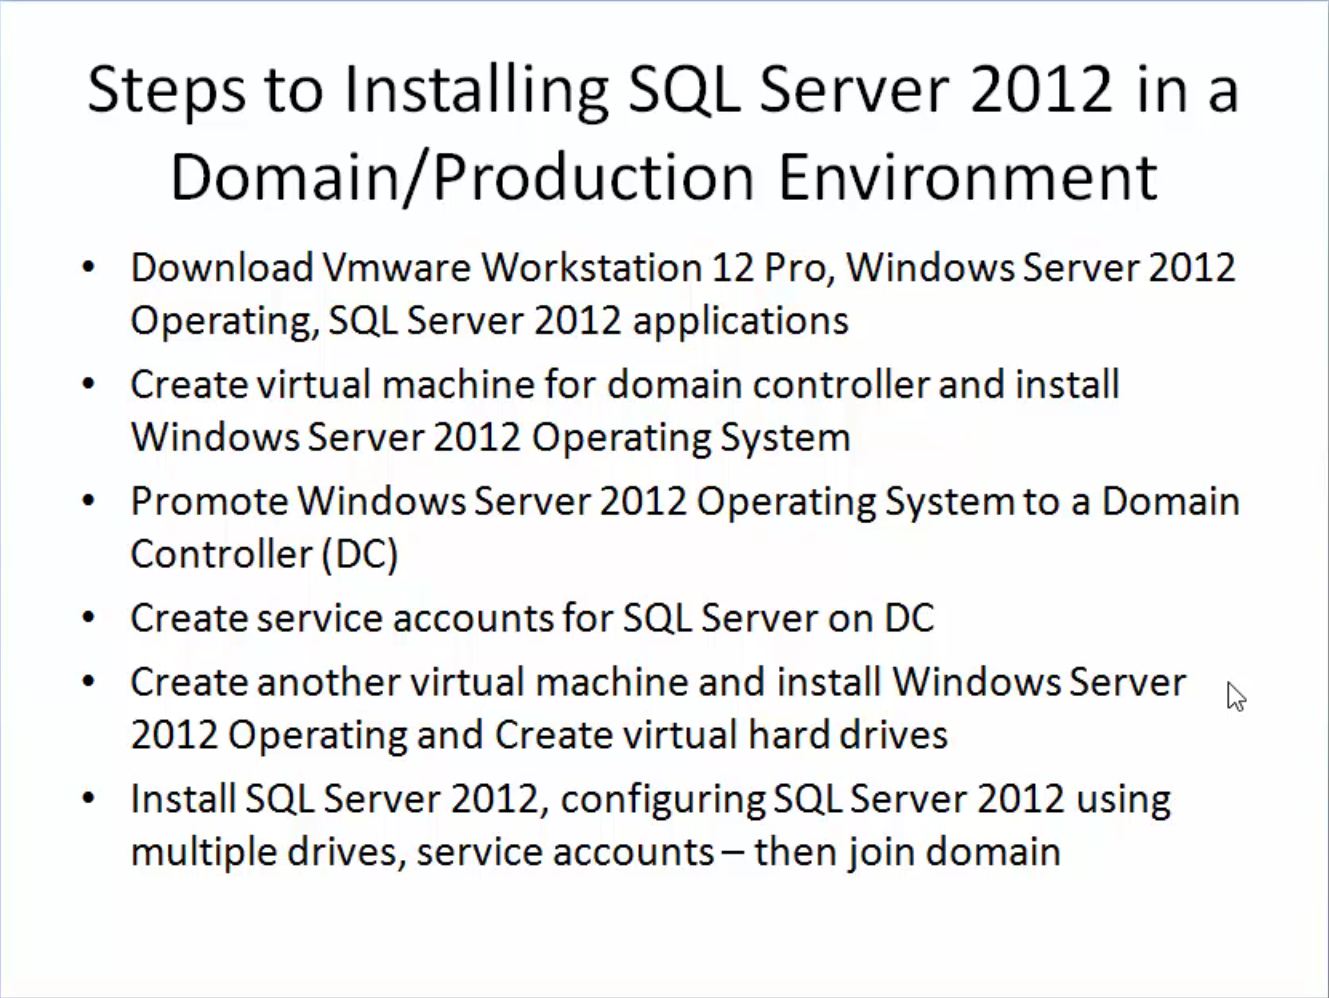 Steps to Installing SQL Server 2012 in a
Domain/Production Environment
• Download Vmware Workstation 12 Pro, Windows Server 2012
Operating, SQL Server 2012 applications
• Create virtual machine for domain controller and install
Windows Server 2012 Operating System
• Promote Windows Server 2012 Operating System to a Domain
Controller (DC)
• Create service accounts for SQL Server on DC
• Create another virtual machine and install Windows Server
2012 Operating and Create virtual hard drives
• Install SQL Server 2012, configuring SQL Server 2012 using
multiple drives, service accounts – then join domain